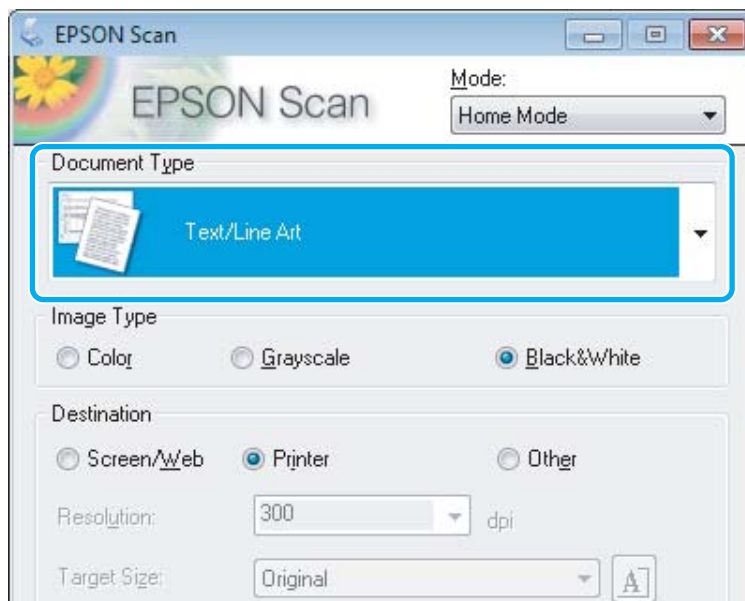 EPSON Scan
EPSON Scan
Mode:
Home Mode
Document Type
Text/Line Art
Image Type
Color Grayscale Black&White
Destination
Screen/Web Printer Other
Resolution: 300 dpi
Target Size: Original A